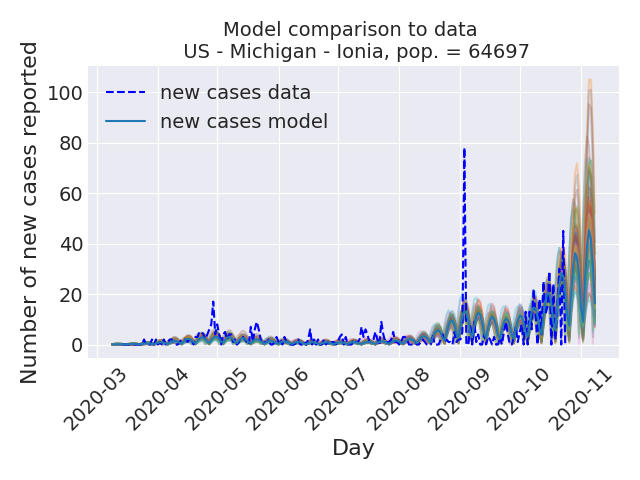 Model comparison to data
US - Michigan - Ionia, pop. = 64697
Number of new cases reported
100
80
60
40
20
0
new cases data
new cases model
2020-03
2020-04
2020-05
2020-06
2020-07
2020-08
2020-09
2020-10
2020-11
Day